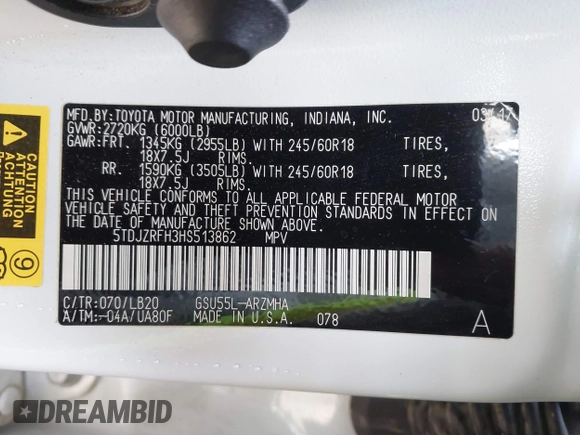 MFD. BY: TOYOTA MOTOR MANUFACTURING, INDIANA, INC. 03/17
GVWR: 2720KG (6000LB)
GAWR: FRT. 1345KG (2955LB) WITH 245/60R18 TIRES,
18X7.5J RIMS.
RR. 1590KG (3505LB) WITH 245/60R18 TIRES,
18X7.5J RIMS.
THIS VEHICLE CONFORMS TO ALL APPLICABLE FEDERAL MOTOR
VEHICLE SAFETY AND THEFT PREVENTION STANDARDS IN EFFECT ON
THE DATE OF MANUFACTURE SHOWN ABOVE.
5TDJZRFH3HS513862 MPV
C/TR: 070/LB20 GSU55L-ARZMHA
A/TM: -04A/UA80F MADE IN U.S.A. 078 A
ATTENTION
ACHTUNG
9
DREAMBID